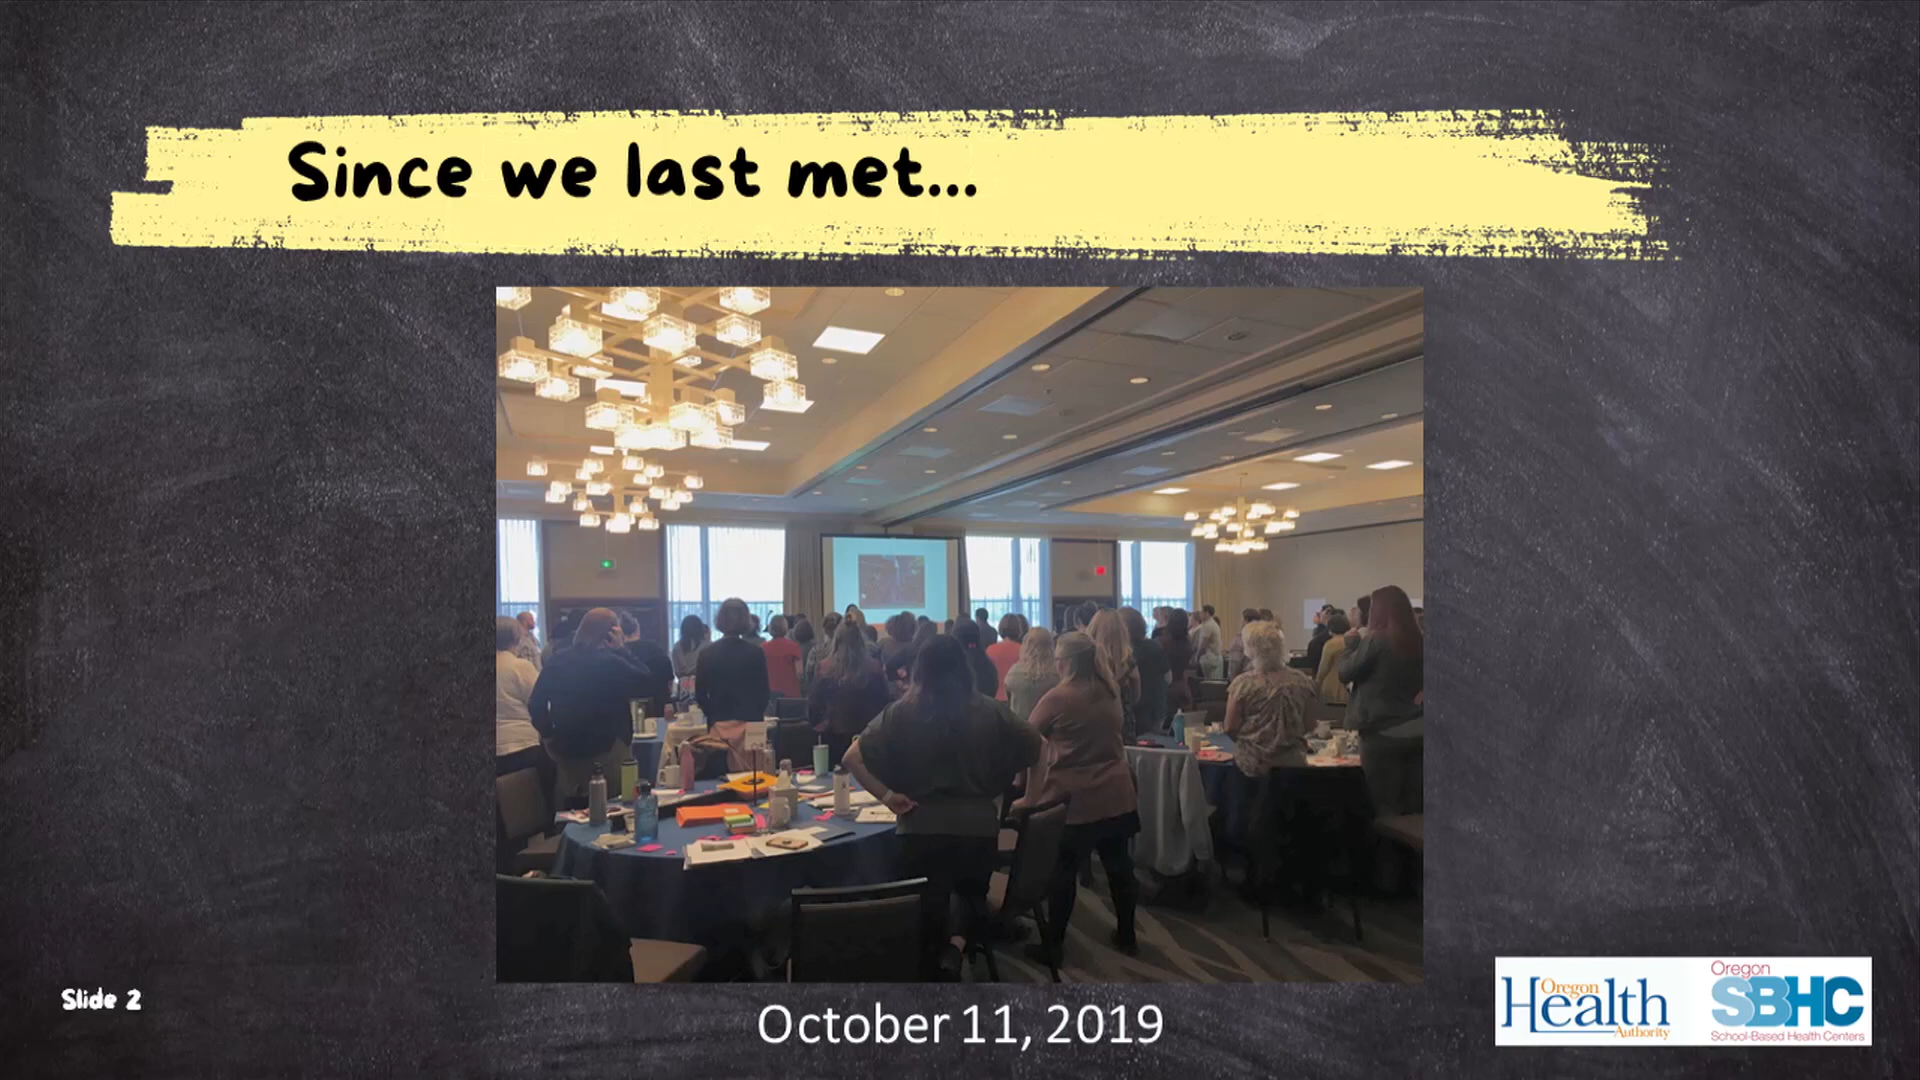 Since we last met...
October 11, 2019
Slide 2
Oregon
Health
Authority
Oregon
SBHC
School-Based Health Centers